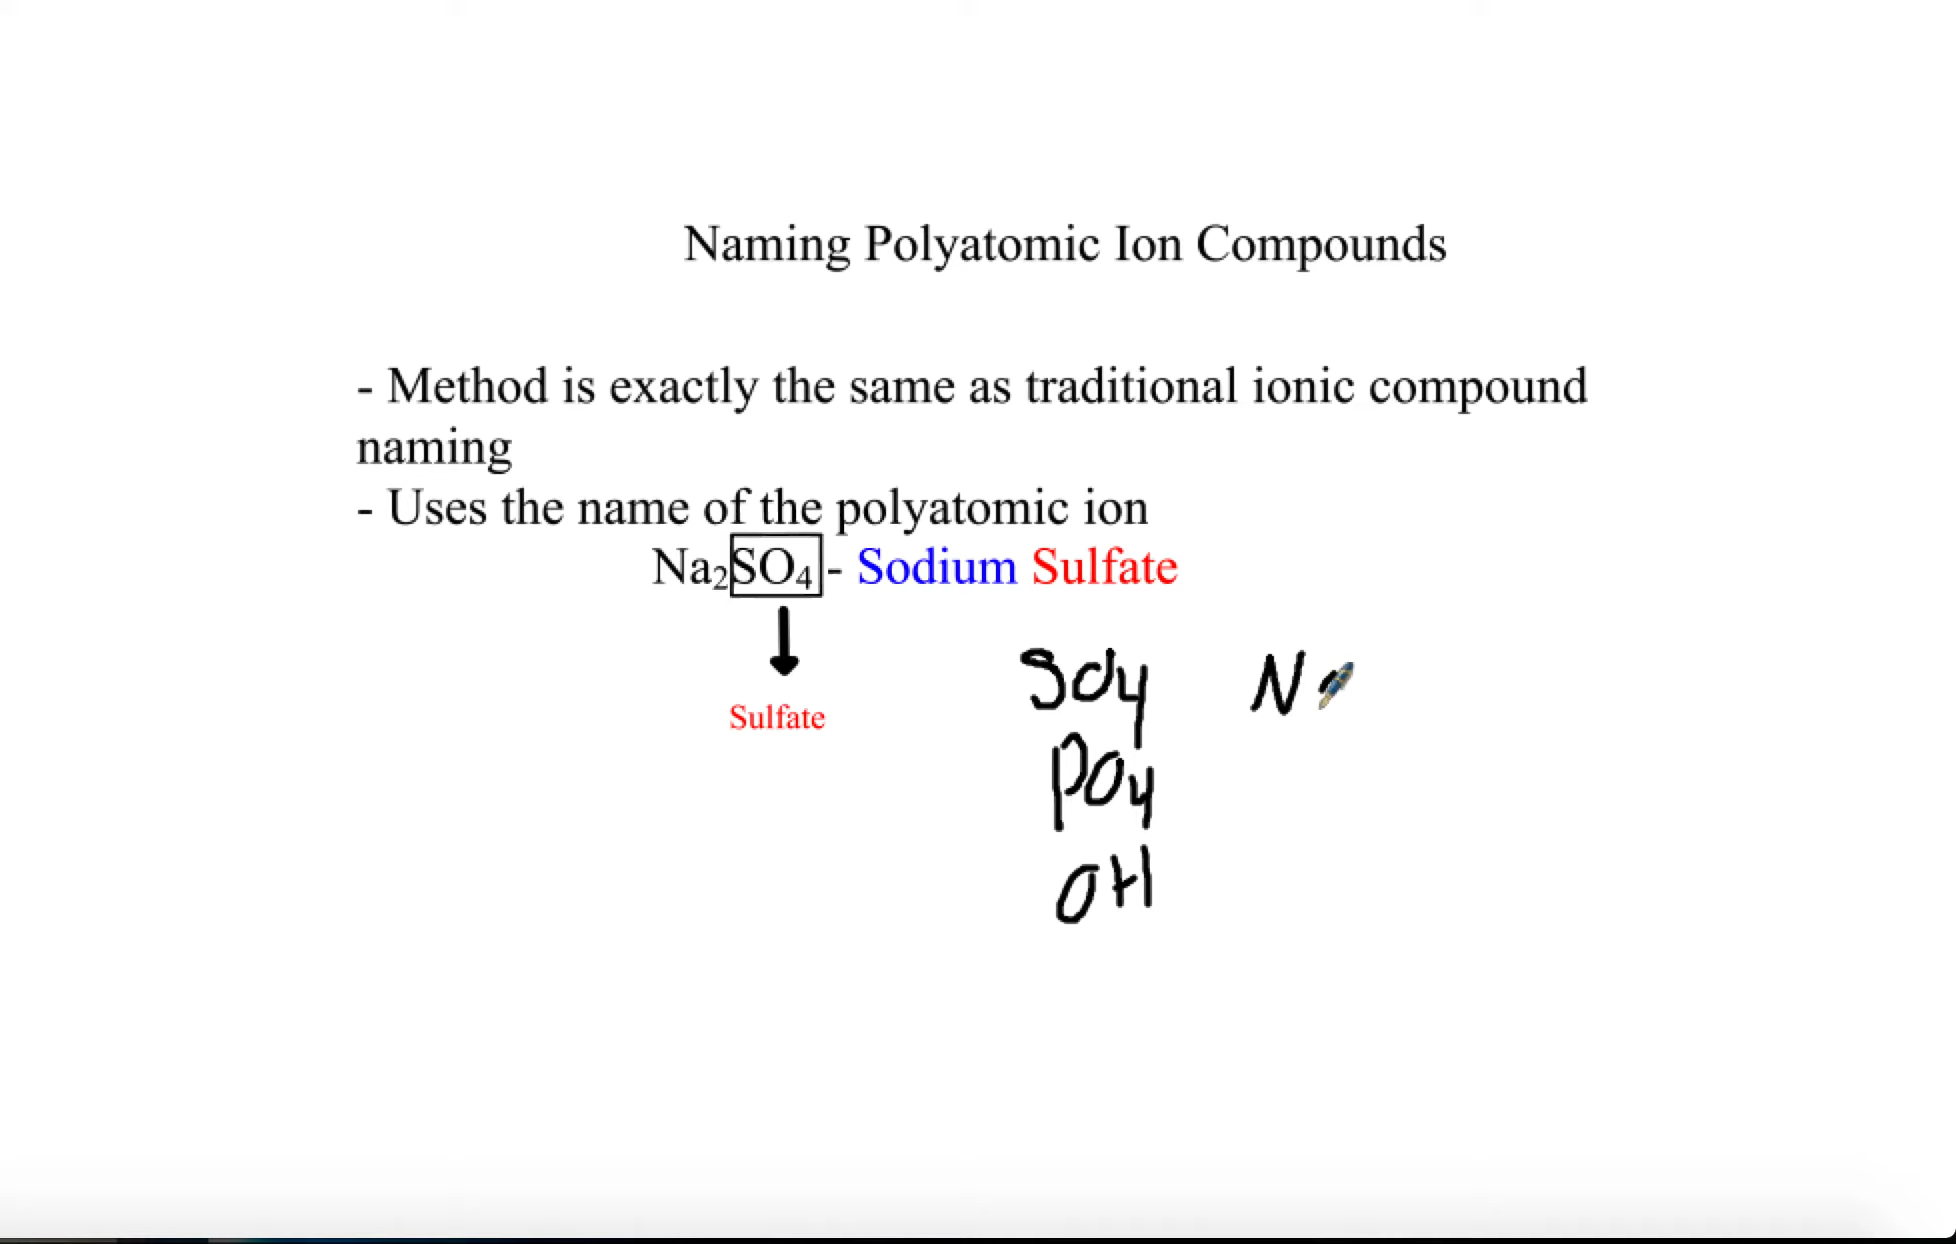 Naming Polyatomic Ion Compounds
- Method is exactly the same as traditional ionic compound
naming
- Uses the name of the polyatomic ion
Na₂SO₄ - Sodium Sulfate
Sulfate
SO4 N
PO4
OH